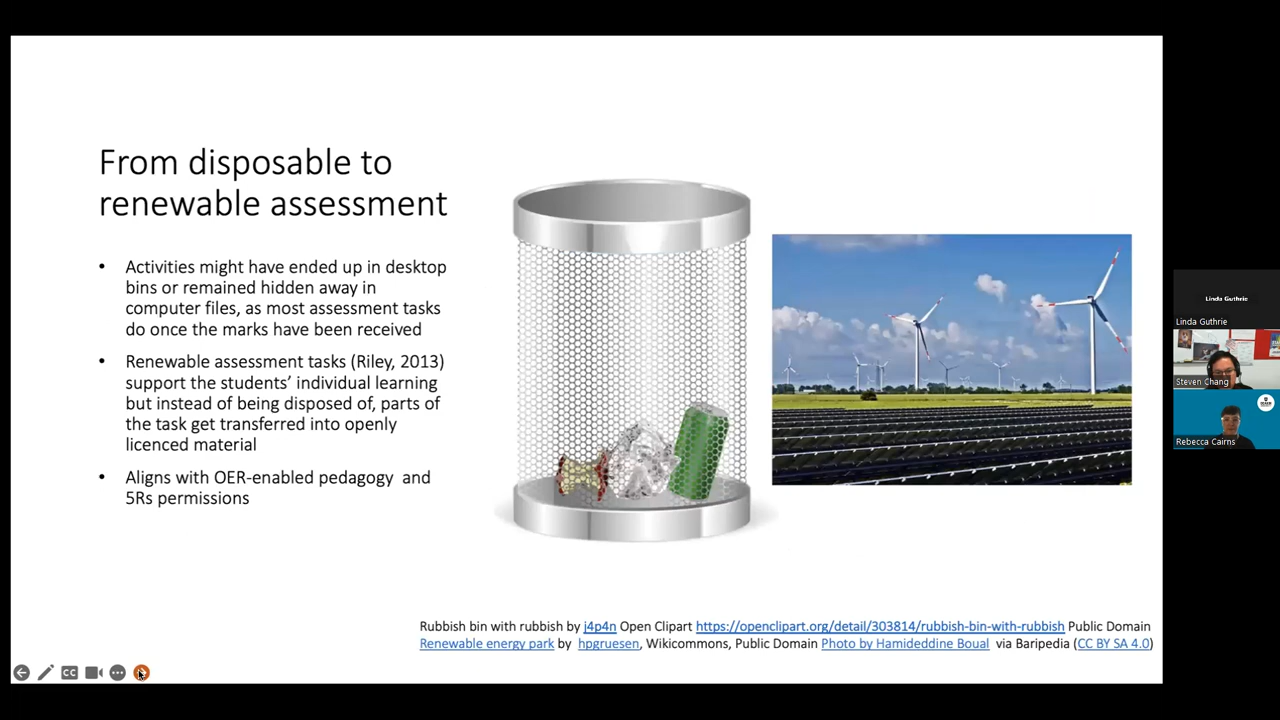 From disposable to
renewable assessment
• Activities might have ended up in desktop
bins or remained hidden away in
computer files, as most assessment tasks
do once the marks have been received
• Renewable assessment tasks (Riley, 2013)
support the students’ individual learning
but instead of being disposed of, parts of
the task get transferred into openly
licenced material
• Aligns with OER-enabled pedagogy and
5Rs permissions
Rubbish bin with rubbish by j4p4n Open Clipart https://openclipart.org/detail/303814/rubbish-bin-with-rubbish Public Domain
Renewable energy park by hpgruesen, Wikicommons, Public Domain Photo by Hamideddine Boual via Baripedia (CC BY SA 4.0)
CC
Linda Guthrie
Linda Guthrie
Steven Chang
Rebecca Cairns